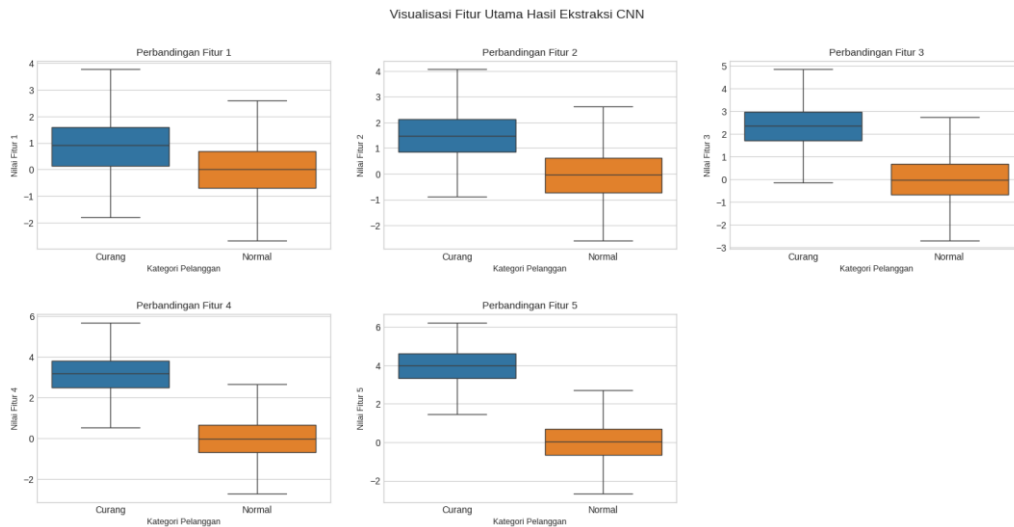 Visualisasi Fitur Utama Hasil Ekstraksi CNN
Perbandingan Fitur 1
Nilai Fitur 1
4
3
2
1
0
−1
−2
Curang Normal
Kategori Pelanggan
Perbandingan Fitur 2
Nilai Fitur 2
4
3
2
1
0
−1
−2
Curang Normal
Kategori Pelanggan
Perbandingan Fitur 3
Nilai Fitur 3
5
4
3
2
1
0
−1
−2
−3
Curang Normal
Kategori Pelanggan
Perbandingan Fitur 4
Nilai Fitur 4
6
4
2
0
−2
Curang Normal
Kategori Pelanggan
Perbandingan Fitur 5
Nilai Fitur 5
6
4
2
0
−2
Curang Normal
Kategori Pelanggan